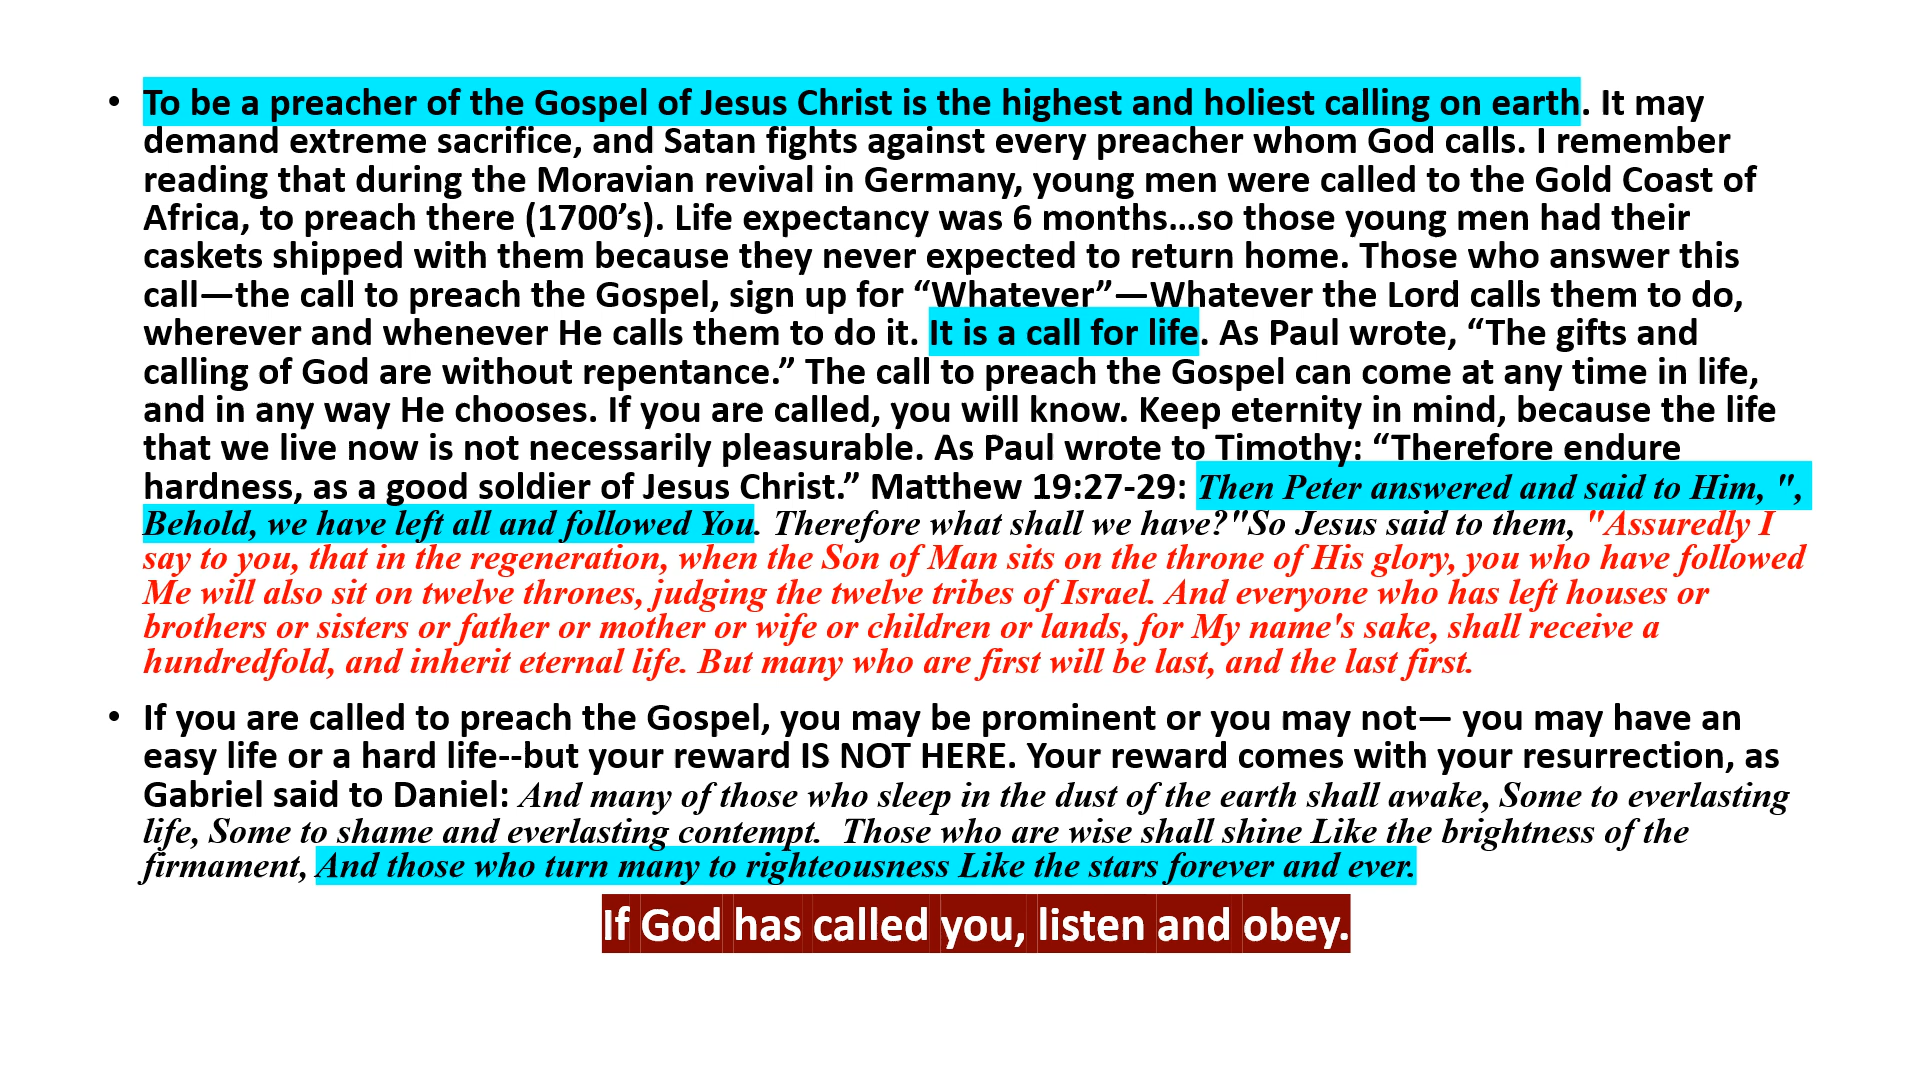 • To be a preacher of the Gospel of Jesus Christ is the highest and holiest calling on earth. It may
demand extreme sacrifice, and Satan fights against every preacher whom God calls. I remember
reading that during the Moravian revival in Germany, young men were called to the Gold Coast of
Africa, to preach there (1700’s). Life expectancy was 6 months…so those young men had their
caskets shipped with them because they never expected to return home. Those who answer this
call—the call to preach the Gospel, sign up for “Whatever”—Whatever the Lord calls them to do,
wherever and whenever He calls them to do it. It is a call for life. As Paul wrote, “The gifts and
calling of God are without repentance.” The call to preach the Gospel can come at any time in life,
and in any way He chooses. If you are called, you will know. Keep eternity in mind, because the life
that we live now is not necessarily pleasurable. As Paul wrote to Timothy: “Therefore endure
hardness, as a good soldier of Jesus Christ.” Matthew 19:27-29: Then Peter answered and said to Him, ",
Behold, we have left all and followed You. Therefore what shall we have?"So Jesus said to them, "Assuredly I
say to you, that in the regeneration, when the Son of Man sits on the throne of His glory, you who have followed
Me will also sit on twelve thrones, judging the twelve tribes of Israel. And everyone who has left houses or
brothers or sisters or father or mother or wife or children or lands, for My name's sake, shall receive a
hundredfold, and inherit eternal life. But many who are first will be last, and the last first.
• If you are called to preach the Gospel, you may be prominent or you may not— you may have an
easy life or a hard life--but your reward IS NOT HERE. Your reward comes with your resurrection, as
Gabriel said to Daniel: And many of those who sleep in the dust of the earth shall awake, Some to everlasting
life, Some to shame and everlasting contempt.  Those who are wise shall shine Like the brightness of the
firmament, And those who turn many to righteousness Like the stars forever and ever.
If God has called you, listen and obey.